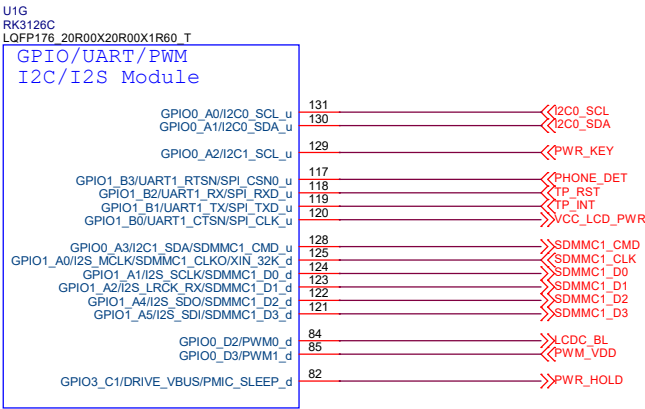 U1G
RK3126C
LQFP176_20R00X20R00X1R60_T
GPIO/UART/PWM
I2C/I2S Module
GPIO0_A0/I2C0_SCL_u 131 I2C0_SCL
GPIO0_A1/I2C0_SDA_u 130 I2C0_SDA
GPIO0_A2/I2C1_SCL_u 129 PWR_KEY
GPIO1_B3/UART1_RTSN/SPI_CSN0_u 117 PHONE_DET
GPIO1_B2/UART1_RX/SPI_RXD_u 118 TP_RST
GPIO1_B1/UART1_TX/SPI_TXD_u 119 TP_INT
GPIO1_B0/UART1_CTSN/SPI_CLK_u 120 VCC_LCD_PWR
GPIO0_A3/I2C1_SDA/SDMMC1_CMD_u 128 SDMMC1_CMD
GPIO1_A0/I2S_MCLK/SDMMC1_CLKO/XIN_32K_d 125 SDMMC1_CLK
GPIO1_A1/I2S_SCLK/SDMMC1_D0_d 124 SDMMC1_D0
GPIO1_A2/I2S_LRCK_RX/SDMMC1_D1_d 123 SDMMC1_D1
GPIO1_A4/I2S_SDO/SDMMC1_D2_d 122 SDMMC1_D2
GPIO1_A5/I2S_SDI/SDMMC1_D3_d 121 SDMMC1_D3
GPIO0_D2/PWM0_d 84 LCDC_BL
GPIO0_D3/PWM1_d 85 PWM_VDD
GPIO3_C1/DRIVE_VBUS/PMIC_SLEEP_d 82 PWR_HOLD